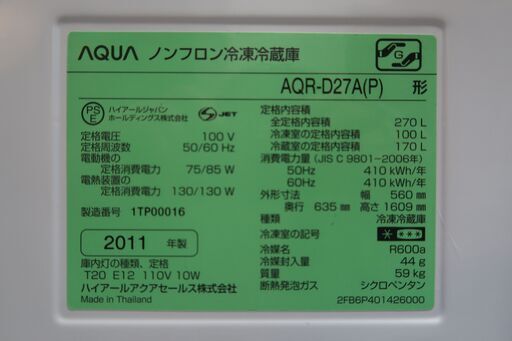 AQUA ノンフロン冷凍冷蔵庫
G
AQR-D27A(P) 形
PS E ハイアールジャパン
ホールディングス株式会社
S JET
定格電圧 100 V
定格周波数 50/60 Hz
電動機の
定格消費電力 75/85 W
電熱装置の
定格消費電力 130/130 W
製造番号 1TP00016
2011 年製
庫内灯の種類、定格
T20 E12 110V 10W
ハイアールアクアセールス株式会社
Made in Thailand
定格内容積
全定格内容積 270 L
冷凍室の定格内容積 100 L
冷蔵室の定格内容積 170 L
消費電力量 (JIS C 9801−2006年)
50Hz 410 kWh/年
60Hz 410 kWh/年
外形寸法 幅 560 mm
奥行 635 mm 高さ 1609 mm
種類 冷凍冷蔵庫
冷凍室の記号
冷媒名 R600a
冷媒封入量 44 g
質量 59 kg
断熱発泡ガス シクロペンタン
2FB6P401426000